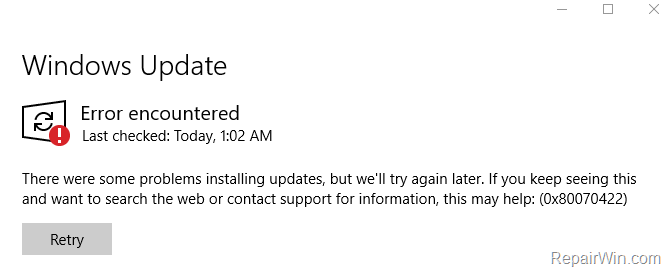 Windows Update
Error encountered
Last checked: Today, 1:02 AM
There were some problems installing updates, but we'll try again later. If you keep seeing this
and want to search the web or contact support for information, this may help: (0x80070422)
Retry
RepairWin.com